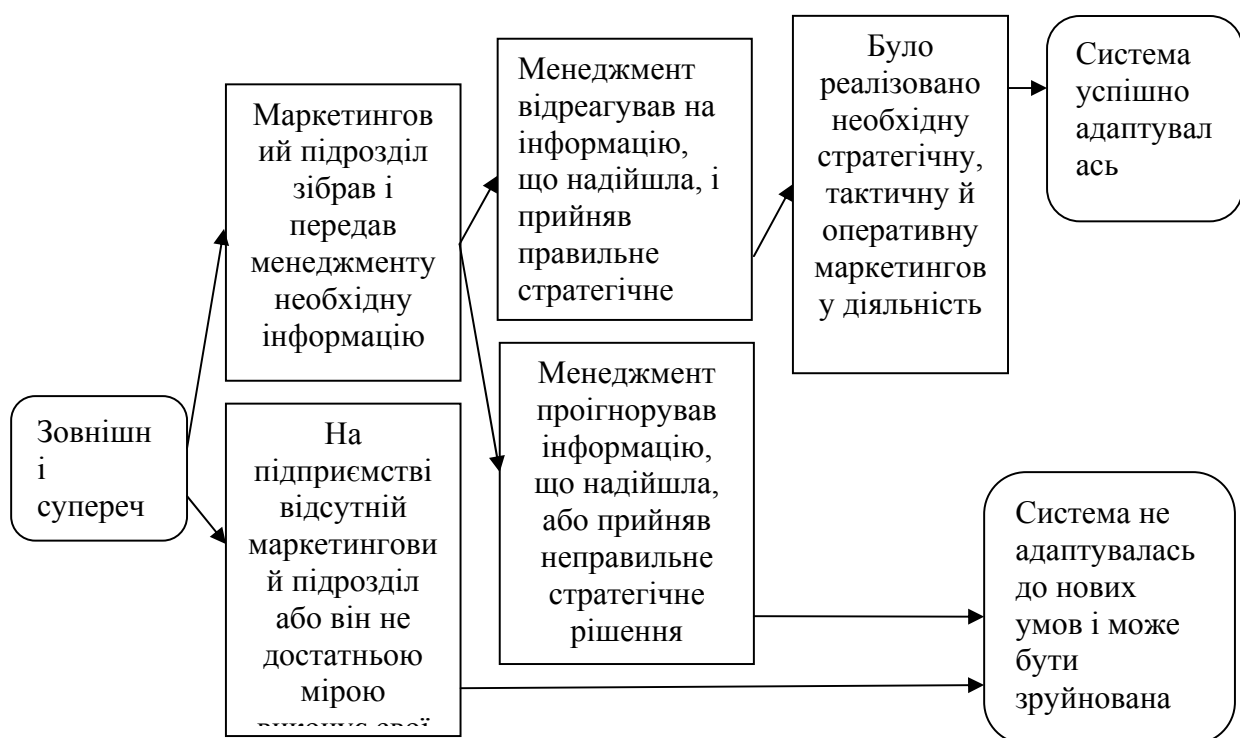 Зовнішн
і
супереч
Маркетингов
ий підрозділ
зібрав і
передав
менеджменту
необхідну
інформацію
На
підприємстві
відсутній
маркетингови
й підрозділ
або він не
достатньою
мірою
виконує свої
Менеджмент
відреагував на
інформацію,
що надійшла, і
прийняв
правильне
стратегічне
Менеджмент
проігнорував
інформацію,
що надійшла,
або прийняв
неправильне
стратегічне
рішення
Було
реалізовано
необхідну
стратегічну,
тактичну й
оперативну
маркетингов
у діяльність
Система
успішно
адаптувал
ась
Система не
адаптувалась
до нових
умов і може
бути
зруйнована